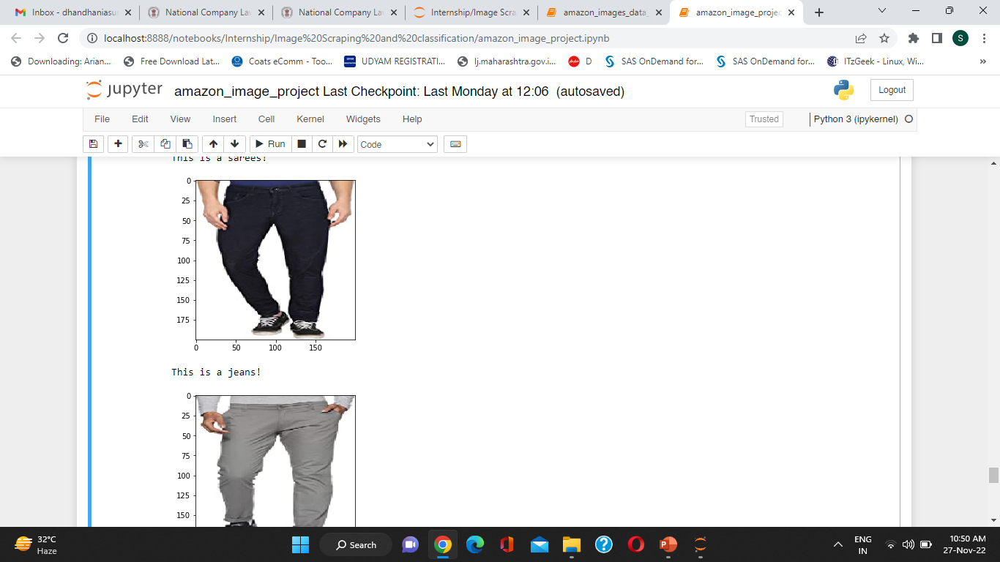 Inbox - dhandhaniasu
National Company La
National Company La
Internship/Image Scra
amazon_images_data_
amazon_image_projec
localhost:8888/notebooks/Internship/Image%20Scraping%20and%20classification/amazon_image_project.ipynb
S
Downloading: Arian...
Free Download Lat...
Coats eComm - Too...
UDYAM REGISTRATI...
lj.maharashtra.gov.i...
D
SAS OnDemand for...
SAS OnDemand for...
ITzGeek - Linux, Wi...
»
jupyter amazon_image_project Last Checkpoint: Last Monday at 12:06 (autosaved)
Logout
File Edit View Insert Cell Kernel Widgets Help
Trusted
Python 3 (ipykernel)
Run
Code
This is a sarees!
0
25
50
75
100
125
150
175
0 50 100 150
This is a jeans!
0
25
50
75
100
125
150
32°C
Haze
Search
ENG
IN
10:50 AM
27-Nov-22